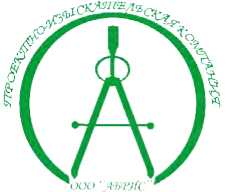 ПРОЕКТНО-ИЗЫСКАТЕЛЬСКАЯ КОМПАНИЯ
ООО "АБРИС"